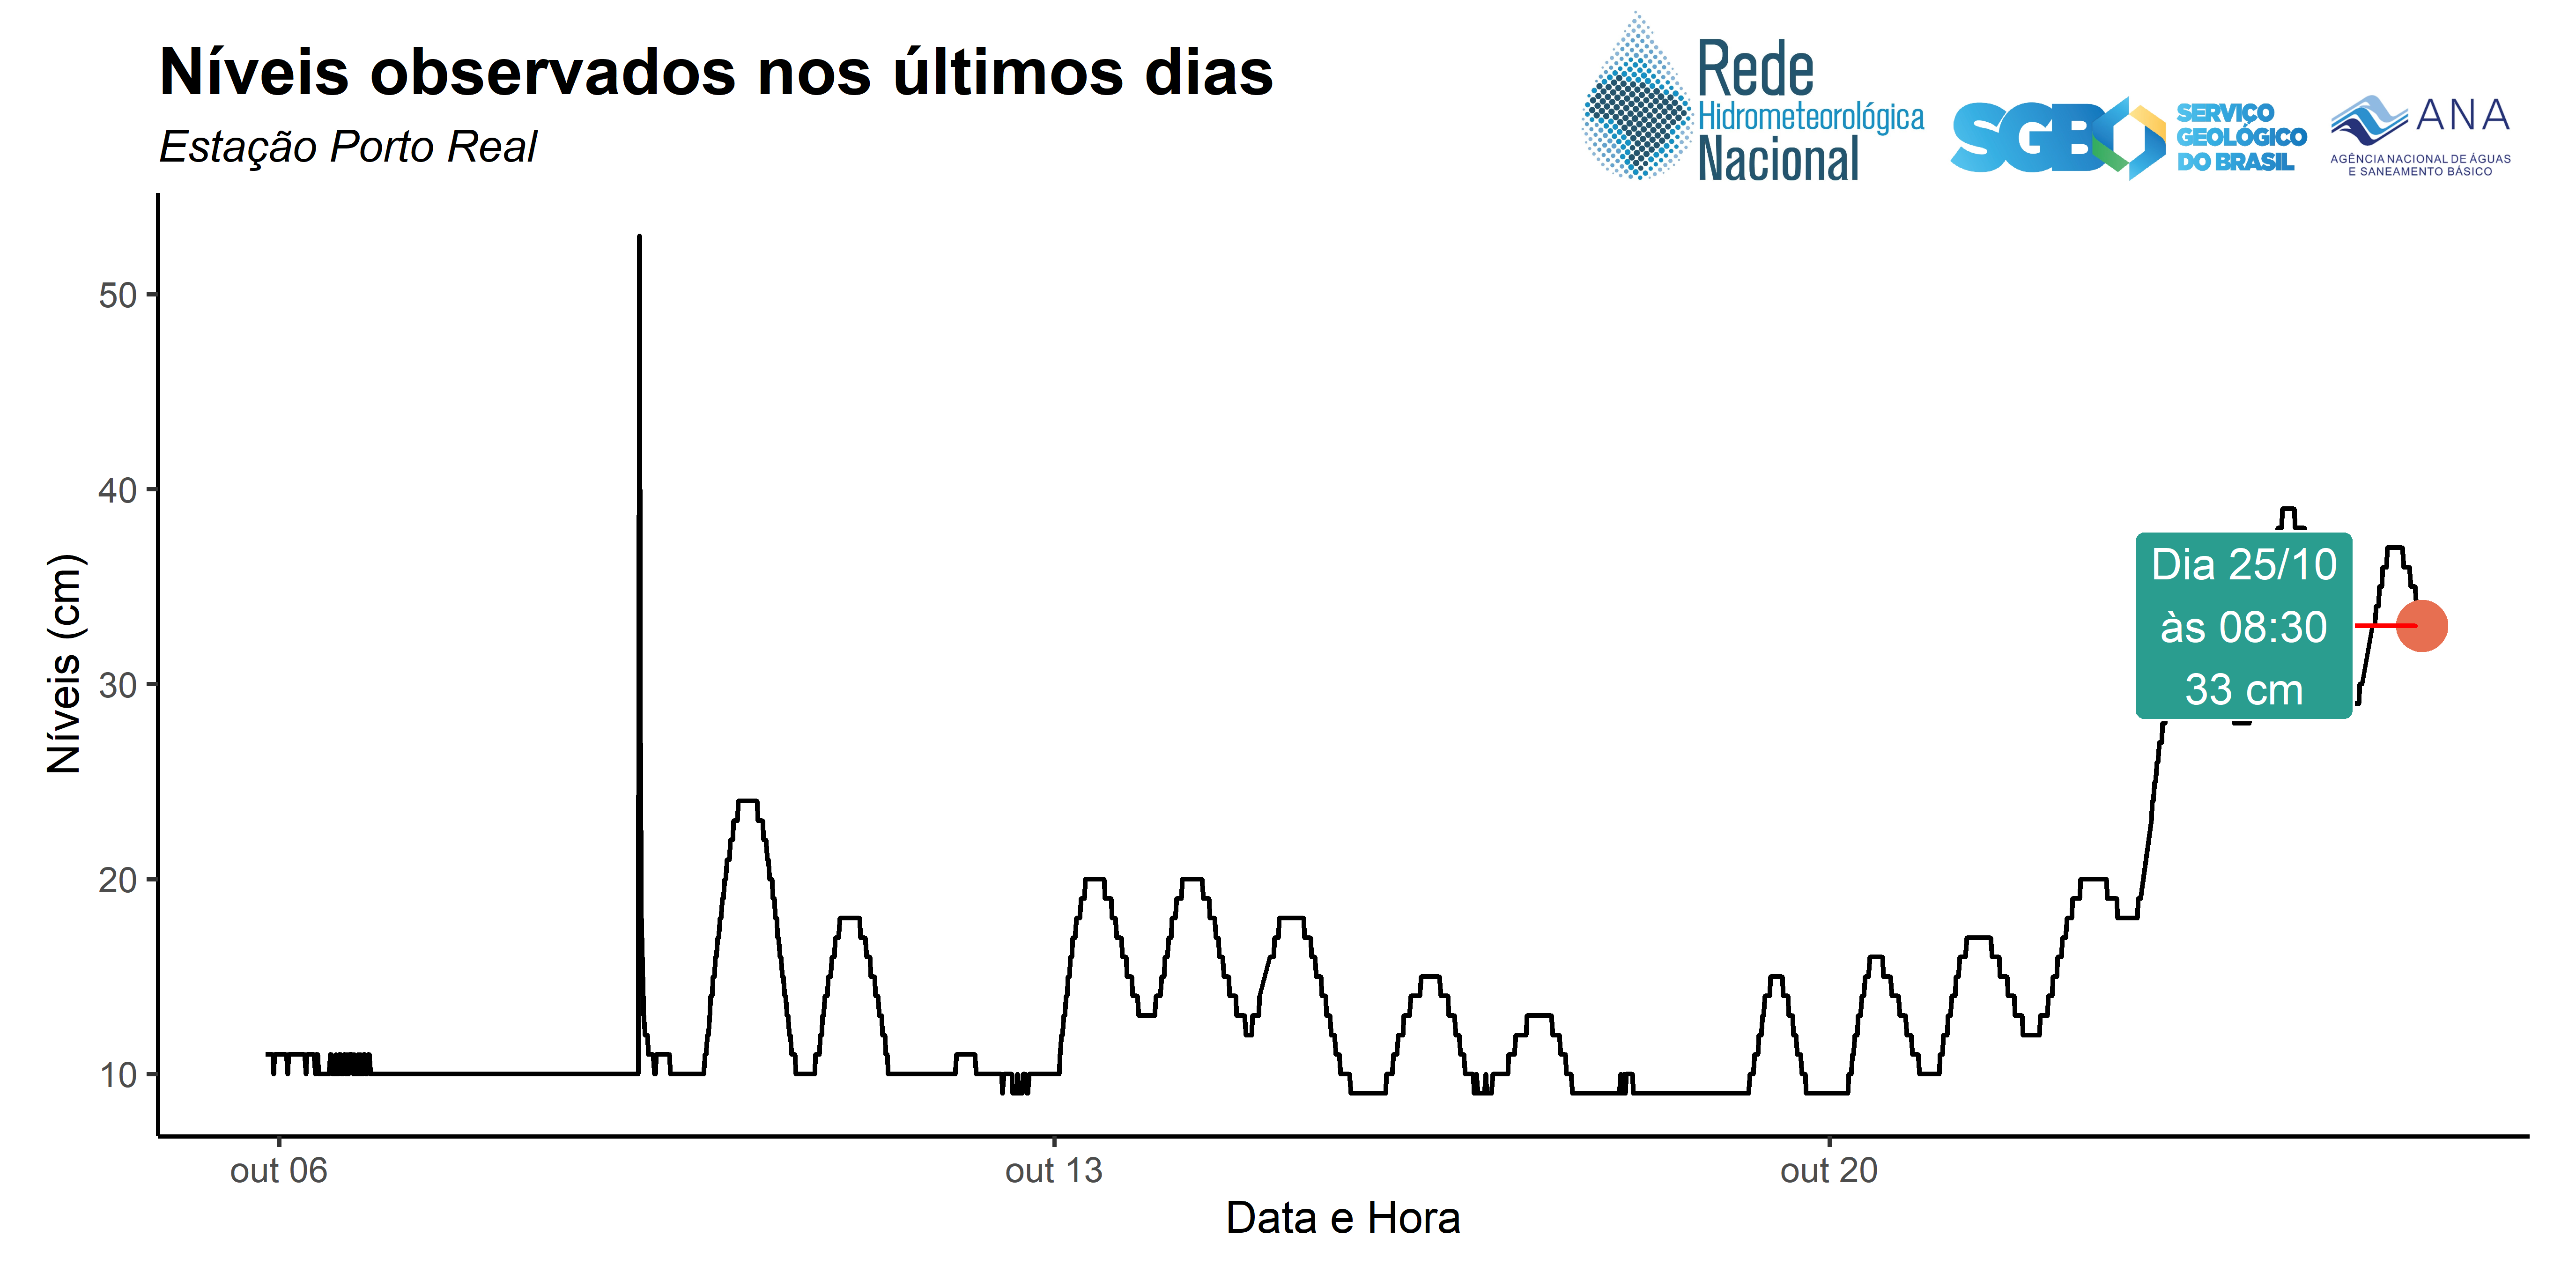 Níveis observados nos últimos dias
Estação Porto Real
Rede
Hidrometeorológica
Nacional
SGB
SERVIÇO
GEOLÓGICO
DO BRASIL
ANA
AGÊNCIA NACIONAL DE ÁGUAS
E SANEAMENTO BÁSICO
Níveis (cm)
50
40
30
20
10
Dia 25/10
às 08:30
33 cm
out 06
out 13
out 20
Data e Hora